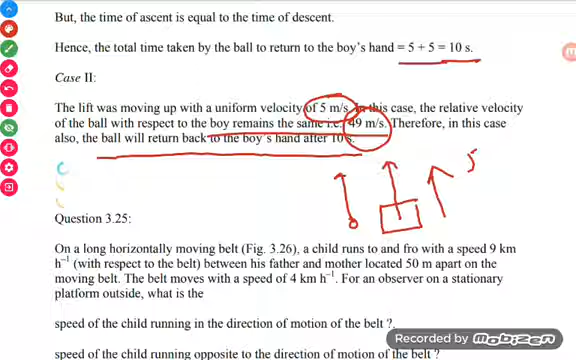 But, the time of ascent is equal to the time of descent.
Hence, the total time taken by the ball to return to the boy's hand = 5 + 5 = 10 s.
Case II:
The lift was moving up with a uniform velocity of 5 m/s. In this case, the relative velocity
of the ball with respect to the boy remains the same i.e. 49 m/s. Therefore, in this case
also, the ball will return back to the boy's hand after 10 s.
5
Question 3.25:
On a long horizontally moving belt (Fig. 3.26), a child runs to and fro with a speed 9 km
h⁻¹ (with respect to the belt) between his father and mother located 50 m apart on the
moving belt. The belt moves with a speed of 4 km h⁻¹. For an observer on a stationary
platform outside, what is the
speed of the child running in the direction of motion of the belt ?.
Recorded by mobizen
speed of the child running opposite to the direction of motion of the belt ?